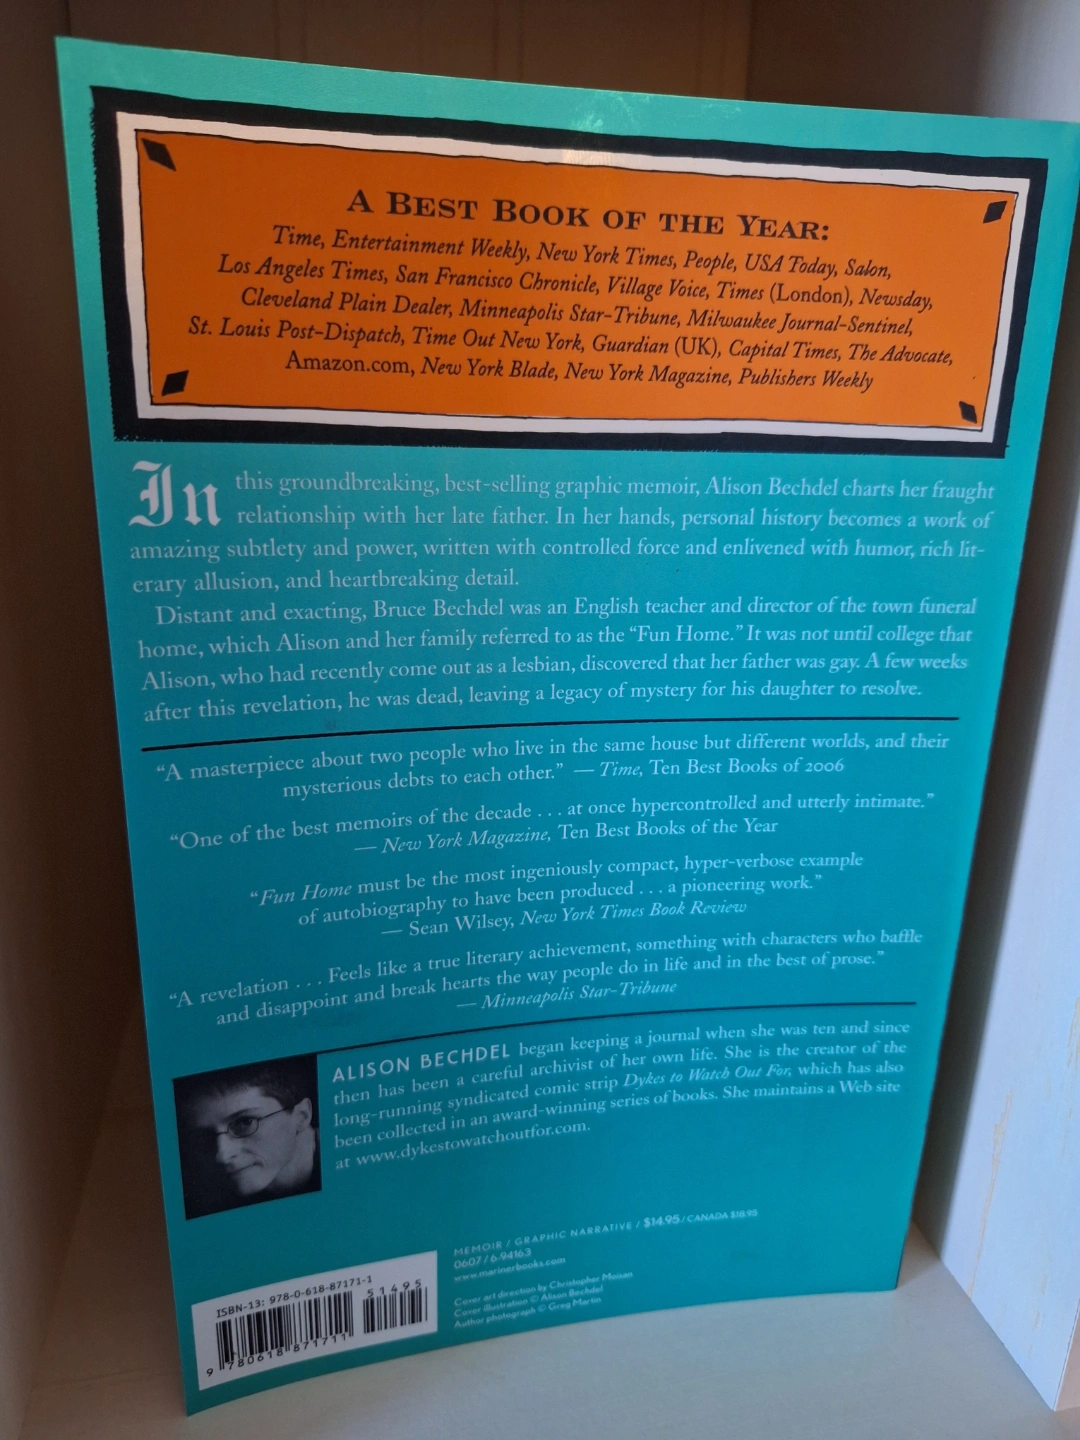 A BEST BOOK OF THE YEAR:
Time, Entertainment Weekly, New York Times, People, USA Today, Salon,
Los Angeles Times, San Francisco Chronicle, Village Voice, Times (London), Newsday,
Cleveland Plain Dealer, Minneapolis Star-Tribune, Milwaukee Journal-Sentinel,
St. Louis Post-Dispatch, Time Out New York, Guardian (UK), Capital Times, The Advocate,
Amazon.com, New York Blade, New York Magazine, Publishers Weekly
In this groundbreaking, best-selling graphic memoir, Alison Bechdel charts her fraught
relationship with her late father. In her hands, personal history becomes a work of
amazing subtlety and power, written with controlled force and enlivened with humor, rich lit-
erary allusion, and heartbreaking detail.
Distant and exacting, Bruce Bechdel was an English teacher and director of the town funeral
home, which Alison and her family referred to as the “Fun Home.” It was not until college that
Alison, who had recently come out as a lesbian, discovered that her father was gay. A few weeks
after this revelation, he was dead, leaving a legacy of mystery for his daughter to resolve.
“A masterpiece about two people who live in the same house but different worlds, and their
mysterious debts to each other.” — Time, Ten Best Books of 2006
“One of the best memoirs of the decade . . . at once hypercontrolled and utterly intimate.”
— New York Magazine, Ten Best Books of the Year
“Fun Home must be the most ingeniously compact, hyper-verbose example
of autobiography to have been produced . . . a pioneering work.”
— Sean Wilsey, New York Times Book Review
“A revelation . . . Feels like a true literary achievement, something with characters who baffle
and disappoint and break hearts the way people do in life and in the best of prose.”
— Minneapolis Star-Tribune
ALISON BECHDEL began keeping a journal when she was ten and since
then has been a careful archivist of her own life. She is the creator of the
long-running syndicated comic strip Dykes to Watch Out For, which has also
been collected in an award-winning series of books. She maintains a Web site
at www.dykestowatchoutfor.com.
MEMOIR / GRAPHIC NARRATIVE / $14.95 / CANADA $18.95
0607 / 6-94163
www.marinerbooks.com
Cover art direction by Christopher Moisan
Cover illustration © Alison Bechdel
Author photograph © Greg Martin
ISBN-13: 978-0-618-87171-1
51495
9 780618 871711